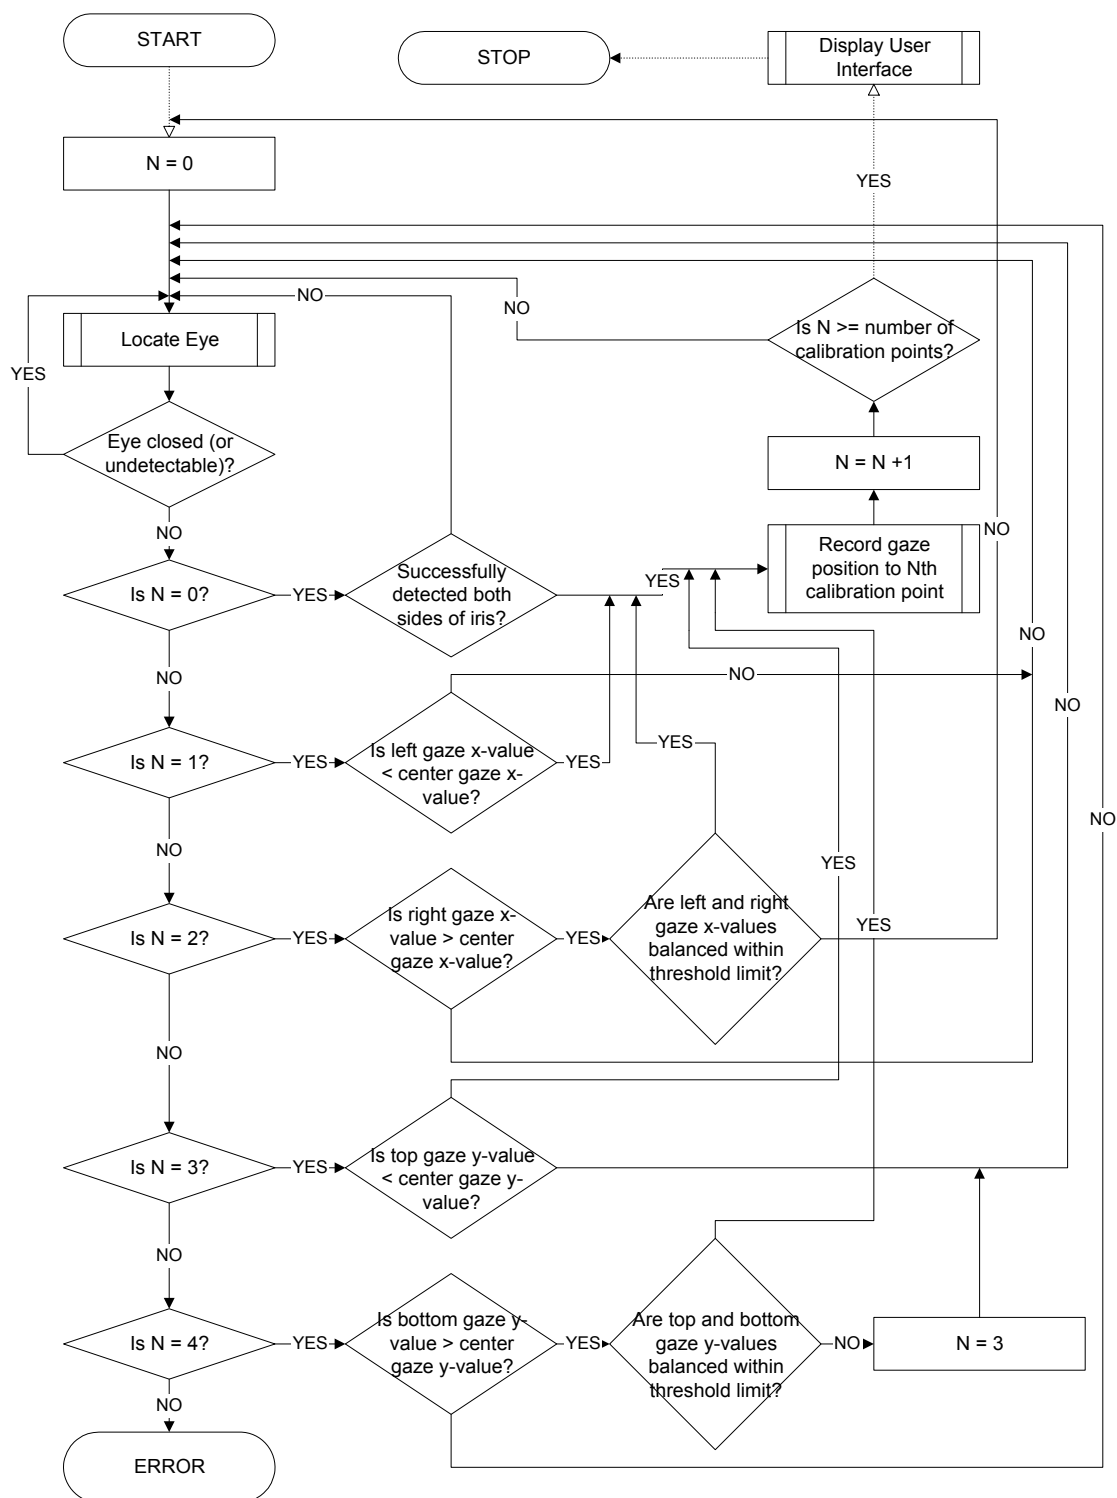 START
STOP
Display User
Interface
N = 0
YES
NO
NO
Locate Eye
Is N >= number of
calibration points?
YES
Eye closed (or
undetectable)?
N = N +1
NO
NO
Record gaze
position to Nth
calibration point
Is N = 0?
YES
Successfully
detected both
sides of iris?
YES
NO
NO
NO
NO
YES
Is N = 1?
YES
Is left gaze x-value
< center gaze x-
value?
YES
NO
NO
YES
YES
Is N = 2?
YES
Is right gaze x-
value > center
gaze x-value?
YES
Are left and right
gaze x-values
balanced within
threshold limit?
NO
Is N = 3?
YES
Is top gaze y-value
< center gaze y-
value?
NO
Is N = 4?
YES
Is bottom gaze y-
value > center
gaze y-value?
YES
Are top and bottom
gaze y-values
balanced within
threshold limit?
NO
N = 3
NO
ERROR